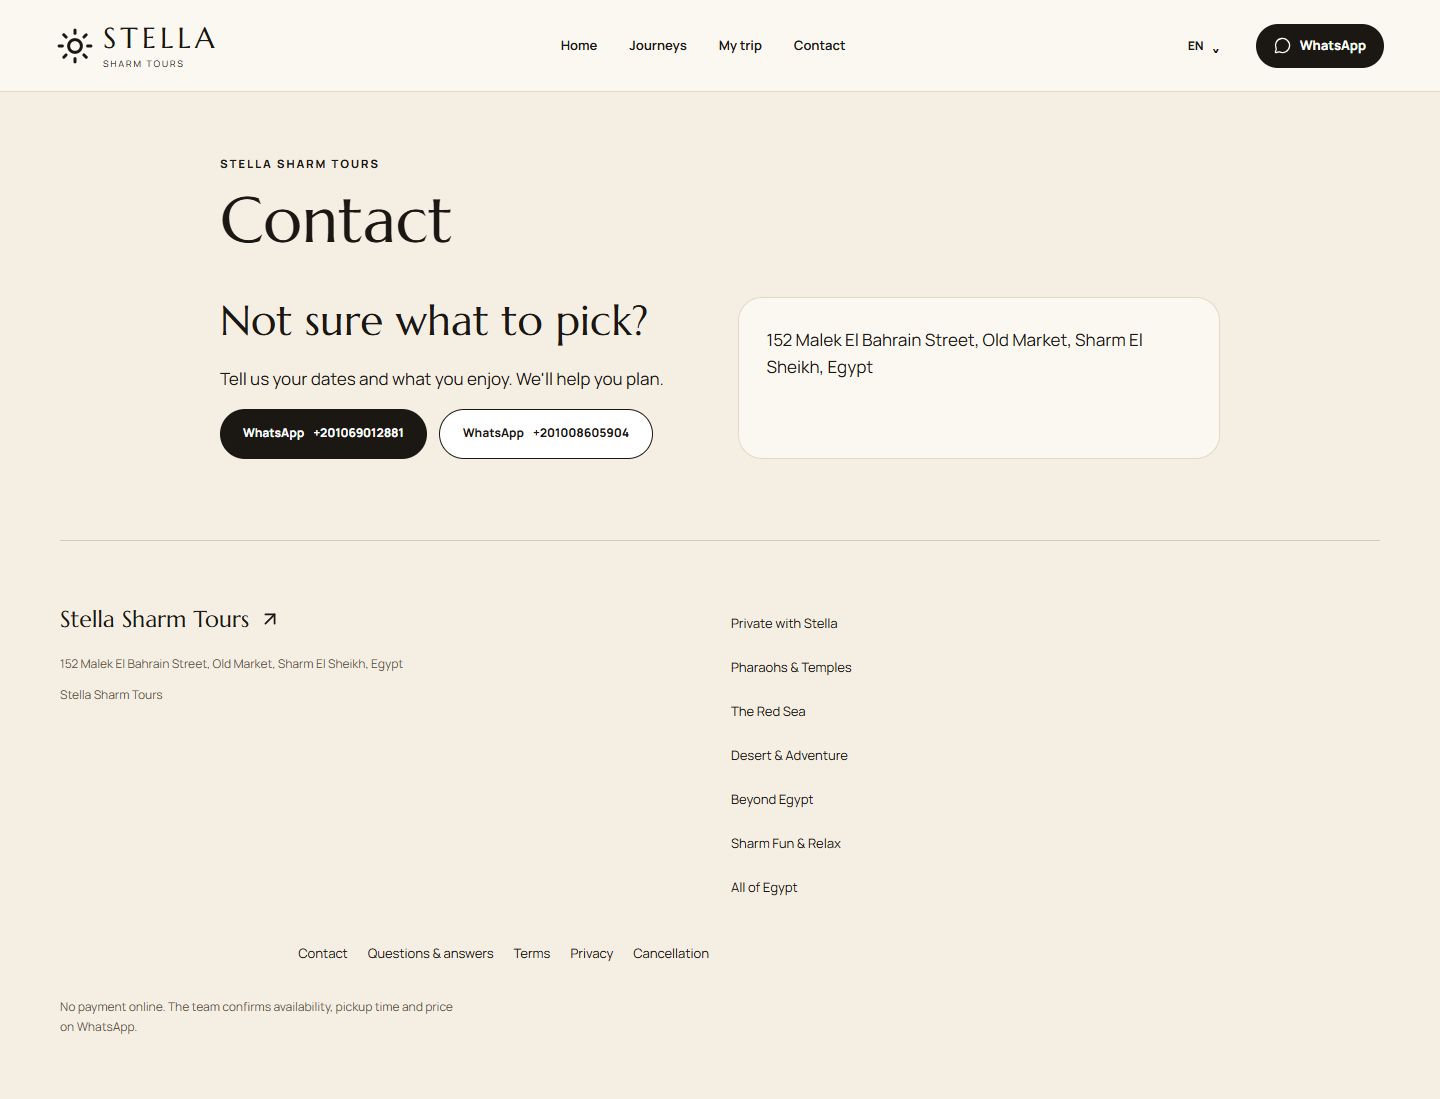 STELLA
SHARM TOURS
Home Journeys My trip Contact
EN
WhatsApp
STELLA SHARM TOURS
Contact
Not sure what to pick?
Tell us your dates and what you enjoy. We'll help you plan.
WhatsApp +201069012881
WhatsApp +201008605904
152 Malek El Bahrain Street, Old Market, Sharm El
Sheikh, Egypt
Stella Sharm Tours
152 Malek El Bahrain Street, Old Market, Sharm El Sheikh, Egypt
Stella Sharm Tours
Private with Stella
Pharaohs & Temples
The Red Sea
Desert & Adventure
Beyond Egypt
Sharm Fun & Relax
All of Egypt
Contact Questions & answers Terms Privacy Cancellation
No payment online. The team confirms availability, pickup time and price
on WhatsApp.